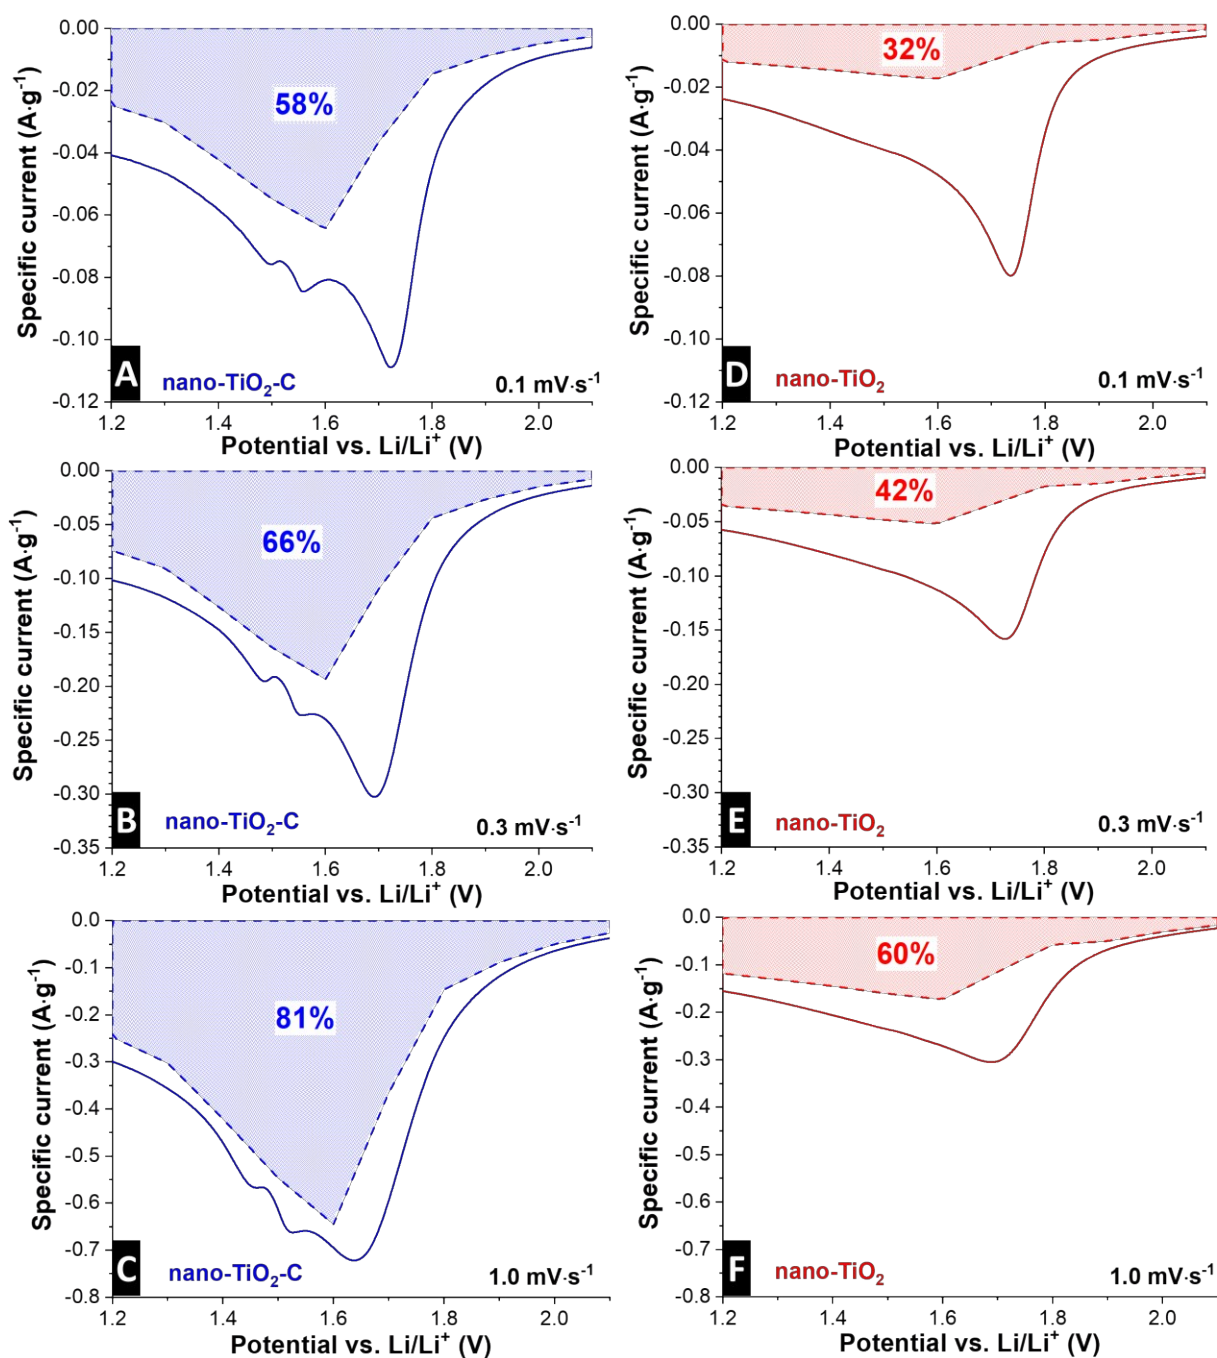 0.00
-0.02
-0.04
-0.06
-0.08
-0.10
-0.12
Specific current (A·g⁻¹)
58%
A
nano-TiO₂-C
0.1 mV·s⁻¹
1.2 1.4 1.6 1.8 2.0
Potential vs. Li/Li⁺ (V)
0.00
-0.02
-0.04
-0.06
-0.08
-0.10
-0.12
Specific current (A·g⁻¹)
32%
D
nano-TiO₂
0.1 mV·s⁻¹
1.2 1.4 1.6 1.8 2.0
Potential vs. Li/Li⁺ (V)
0.00
-0.05
-0.10
-0.15
-0.20
-0.25
-0.30
-0.35
Specific current (A·g⁻¹)
66%
B
nano-TiO₂-C
0.3 mV·s⁻¹
1.2 1.4 1.6 1.8 2.0
Potential vs. Li/Li⁺ (V)
0.00
-0.05
-0.10
-0.15
-0.20
-0.25
-0.30
-0.35
Specific current (A·g⁻¹)
42%
E
nano-TiO₂
0.3 mV·s⁻¹
1.2 1.4 1.6 1.8 2.0
Potential vs. Li/Li⁺ (V)
0.0
-0.1
-0.2
-0.3
-0.4
-0.5
-0.6
-0.7
-0.8
Specific current (A·g⁻¹)
81%
C
nano-TiO₂-C
1.0 mV·s⁻¹
1.2 1.4 1.6 1.8 2.0
Potential vs. Li/Li⁺ (V)
0.0
-0.1
-0.2
-0.3
-0.4
-0.5
-0.6
-0.7
-0.8
Specific current (A·g⁻¹)
60%
F
nano-TiO₂
1.0 mV·s⁻¹
1.2 1.4 1.6 1.8 2.0
Potential vs. Li/Li⁺ (V)